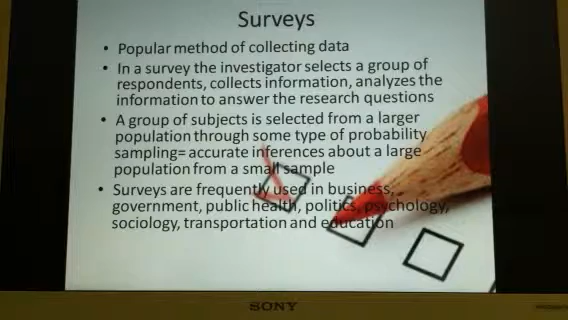 Surveys
• Popular method of collecting data
• In a survey the investigator selects a group of
respondents, collects information, analyzes the
information to answer the research questions
• A group of subjects is selected from a larger
population through some type of probability
sampling= accurate inferences about a large
population from a small sample
• Surveys are frequently used in business,
government, public health, politics, psychology,
sociology, transportation and education
SONY